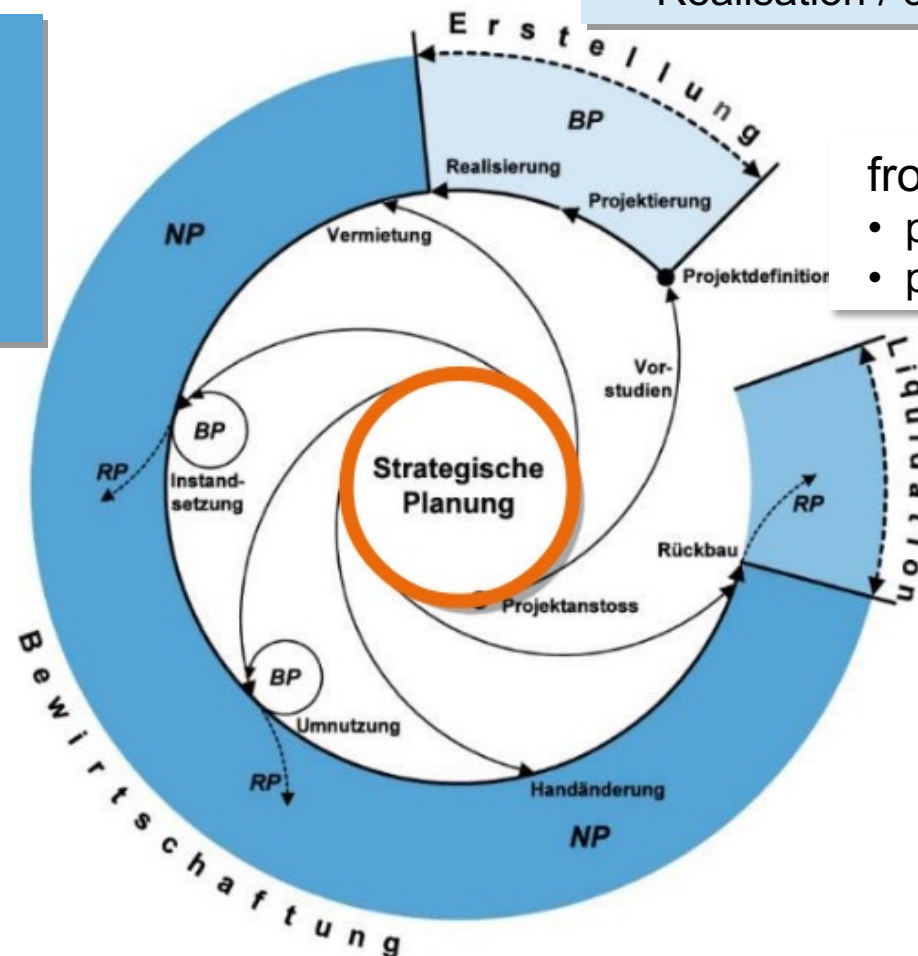 Realisation /
Erstellung
BP
Realisierung
Projektierung
Projektdefinition
NP
Vermietung
Vor-
studien
Liquidation
BP
RP
Instand-
setzung
Strategische
Planung
RP
Rückbau
Projektanstoss
BP
Umnutzung
RP
Handänderung
NP
Bewirtschaftung